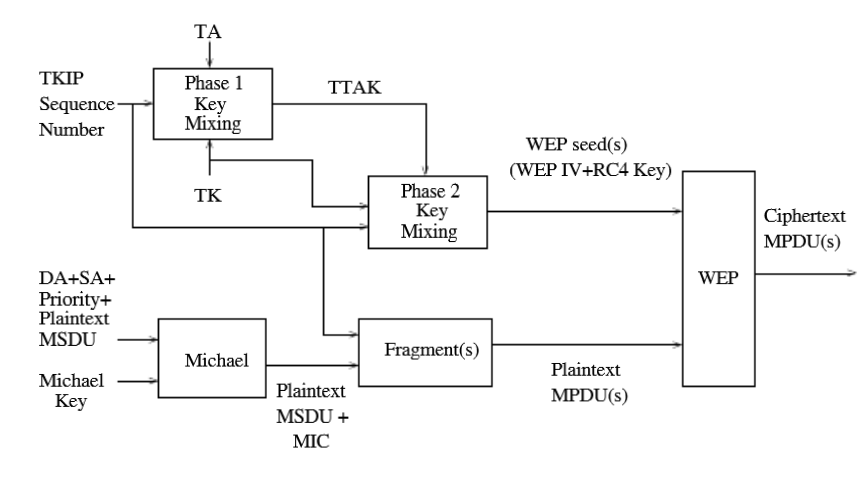 TA
TKIP
Sequence
Number
Phase 1
Key
Mixing
TTAK
TK
WEP seed(s)
(WEP IV+RC4 Key)
Phase 2
Key
Mixing
Ciphertext
MPDU(s)
WEP
DA+SA+
Priority+
Plaintext
MSDU
Michael
Key
Michael
Plaintext
MSDU +
MIC
Fragment(s)
Plaintext
MPDU(s)